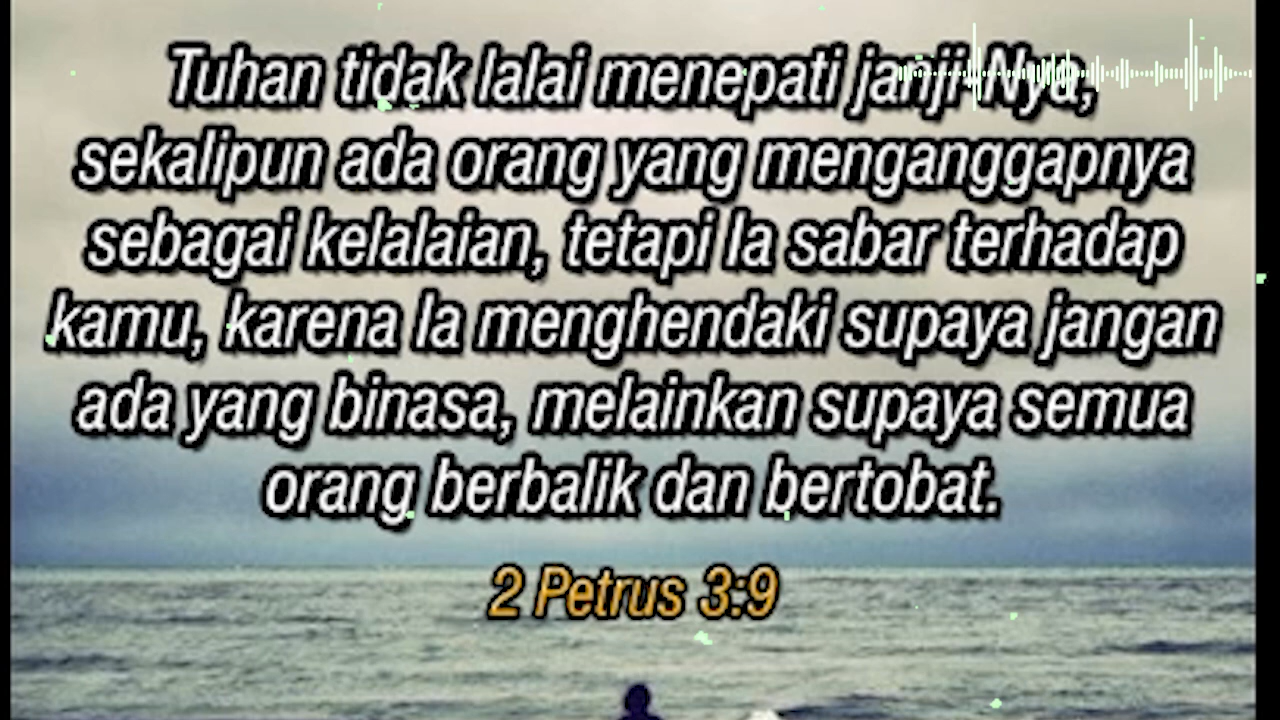 Tuhan tidak lalai menepati janji-Nya,
sekalipun ada orang yang menganggapnya
sebagai kelalaian, tetapi Ia sabar terhadap
kamu, karena Ia menghendaki supaya jangan
ada yang binasa, melainkan supaya semua
orang berbalik dan bertobat.
2 Petrus 3:9